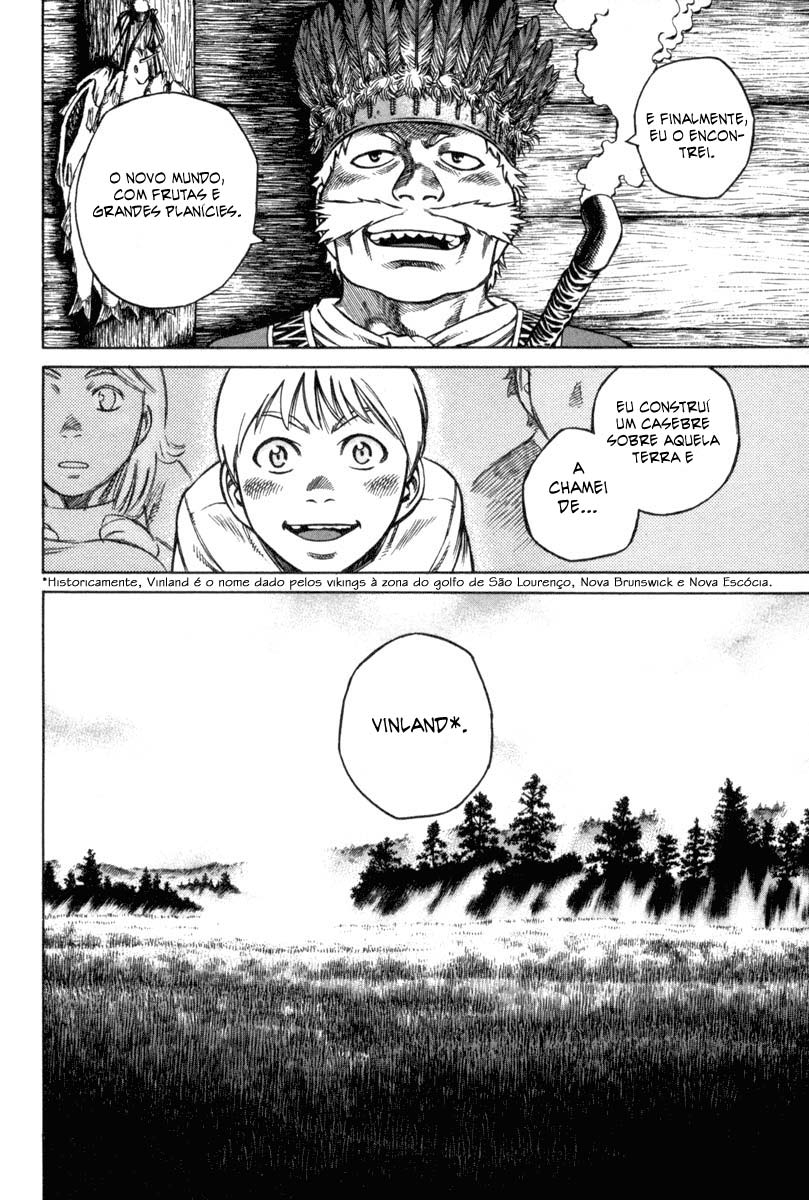 E FINALMENTE,
EU O ENCON-
TREI.
O NOVO MUNDO,
COM FRUTAS E
GRANDES PLANÍCIES.
EU CONSTRUÍ
UM CASEBRE
SOBRE AQUELA
TERRA E
A
CHAMEI
DE...
*Historicamente, Vinland é o nome dado pelos vikings à zona do golfo de São Lourenço, Nova Brunswick e Nova Escócia.
VINLAND*.